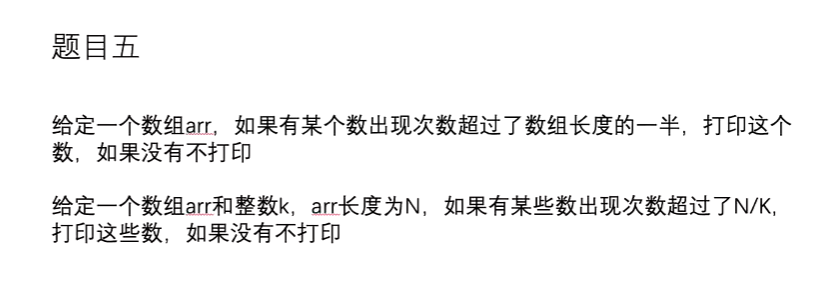 题目五
给定一个数组arr，如果有某个数出现次数超过了数组长度的一半，打印这个
数，如果没有不打印
给定一个数组arr和整数k，arr长度为N，如果有某些数出现次数超过了N/K，
打印这些数，如果没有不打印